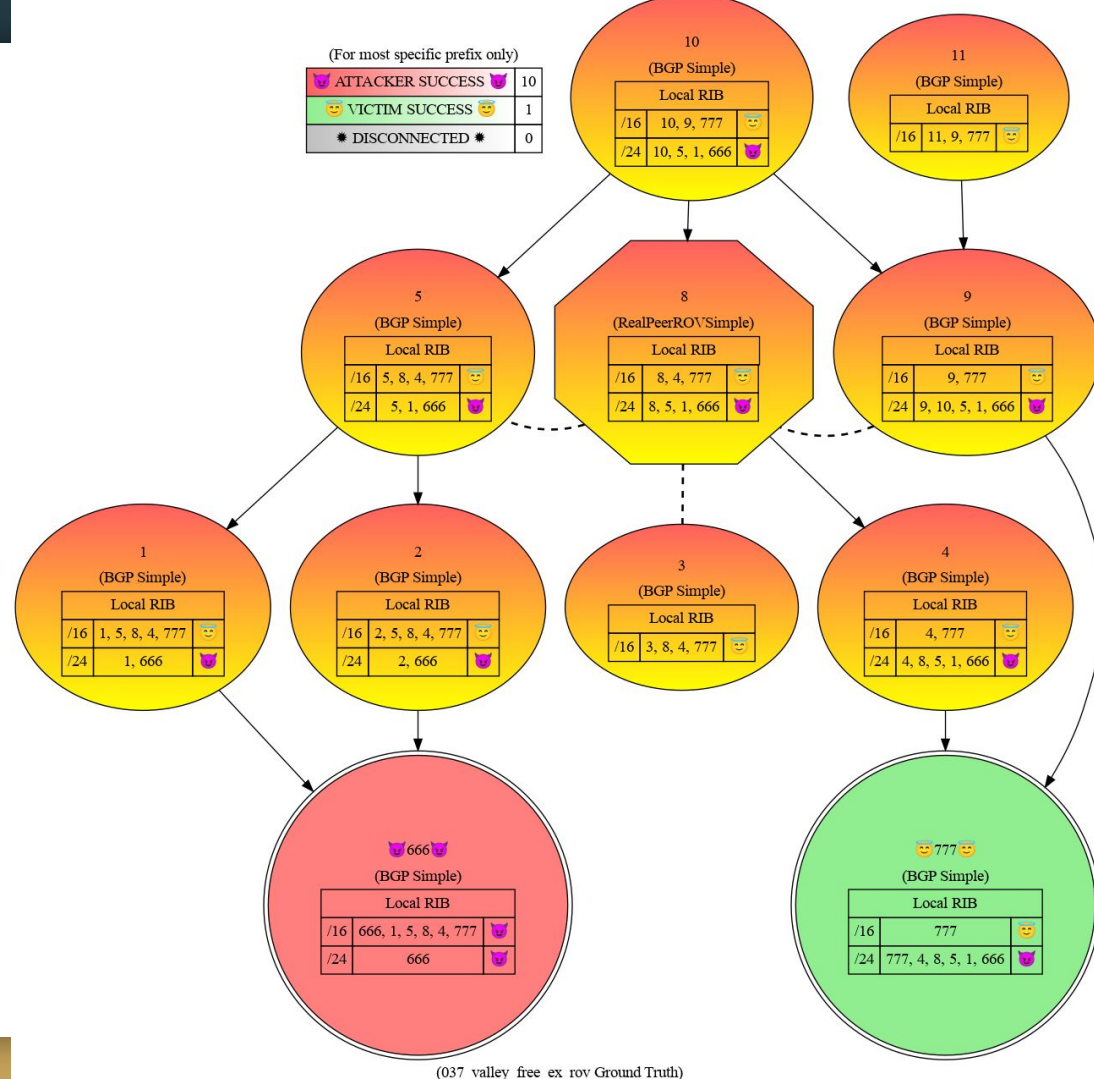 (For most specific prefix only)
😈 ATTACKER SUCCESS 😈 10
😇 VICTIM SUCCESS 😇 1
✷ DISCONNECTED ✷ 0
10
(BGP Simple)
Local RIB
/16 10, 9, 777 😇
/24 10, 5, 1, 666 😈
11
(BGP Simple)
Local RIB
/16 11, 9, 777 😇
5
(BGP Simple)
Local RIB
/16 5, 8, 4, 777 😇
/24 5, 1, 666 😈
8
(RealPeerROVSimple)
Local RIB
/16 8, 4, 777 😇
/24 8, 5, 1, 666 😈
9
(BGP Simple)
Local RIB
/16 9, 777 😇
/24 9, 10, 5, 1, 666 😈
1
(BGP Simple)
Local RIB
/16 1, 5, 8, 4, 777 😇
/24 1, 666 😈
2
(BGP Simple)
Local RIB
/16 2, 5, 8, 4, 777 😇
/24 2, 666 😈
3
(BGP Simple)
Local RIB
/16 3, 8, 4, 777 😇
4
(BGP Simple)
Local RIB
/16 4, 777 😇
/24 4, 8, 5, 1, 666 😈
😈666😈
(BGP Simple)
Local RIB
/16 666, 1, 5, 8, 4, 777 😈
/24 666 😈
😇777😇
(BGP Simple)
Local RIB
/16 777 😇
/24 777, 4, 8, 5, 1, 666 😈
(037_valley_free_ex_rov Ground Truth)